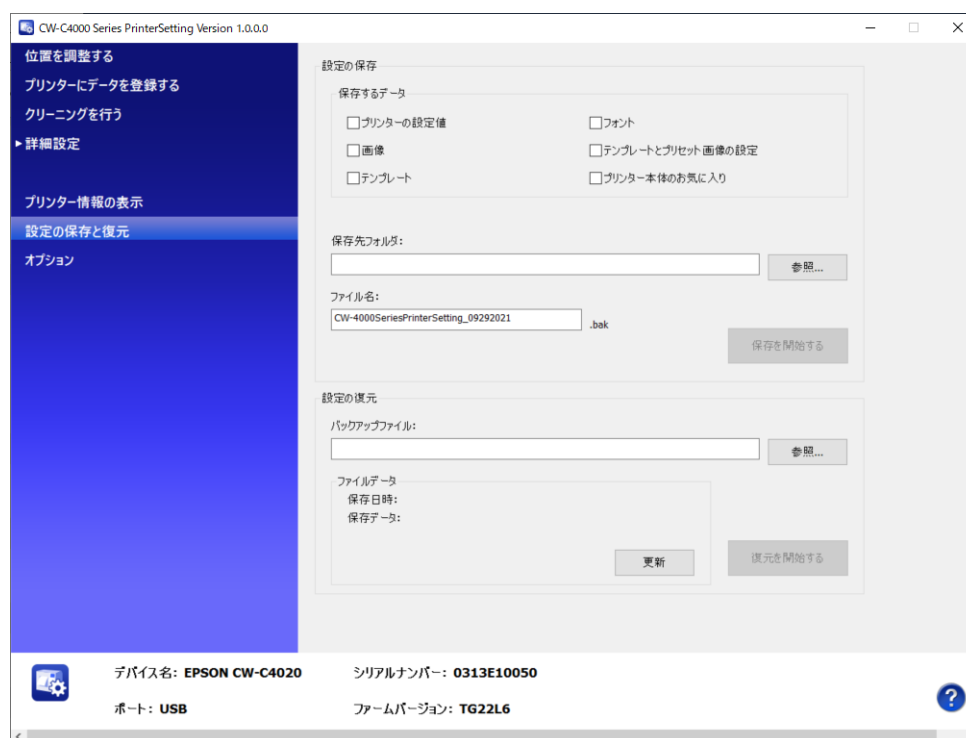 CW-C4000 Series PrinterSetting Version 1.0.0.0
位置を調整する
プリンターにデータを登録する
クリーニングを行う
詳細設定
プリンター情報の表示
設定の保存と復元
オプション
設定の保存
保存するデータ
プリンターの設定値
フォント
画像
テンプレートとプリセット画像の設定
テンプレート
プリンター本体のお気に入り
保存先フォルダ:
参照...
ファイル名:
CW-4000SeriesPrinterSetting_09292021 .bak
保存を開始する
設定の復元
バックアップファイル:
参照...
ファイルデータ
保存日時:
保存データ:
更新
復元を開始する
デバイス名: EPSON CW-C4020 シリアルナンバー: 0313E10050
ポート: USB ファームバージョン: TG22L6
?